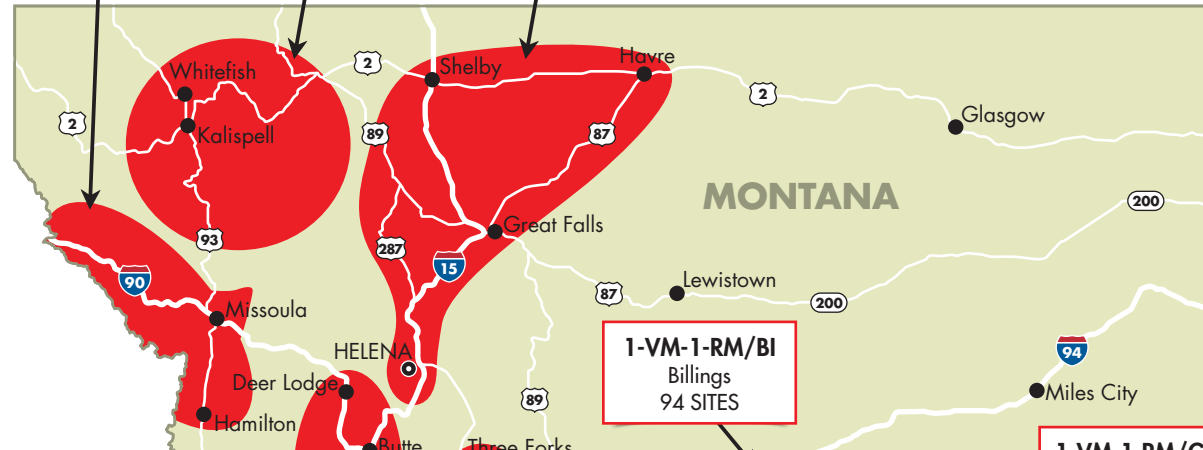 Havre
Shelby
2
Whitefish
2
Glasgow
2
89
87
Kalispell
MONTANA
200
Great Falls
93
287
15
90
Lewistown
87
200
Missoula
1-VM-1-RM/BI
Billings
94 SITES
HELENA
94
Deer Lodge
Miles City
89
Hamilton
Butte
Three Forks